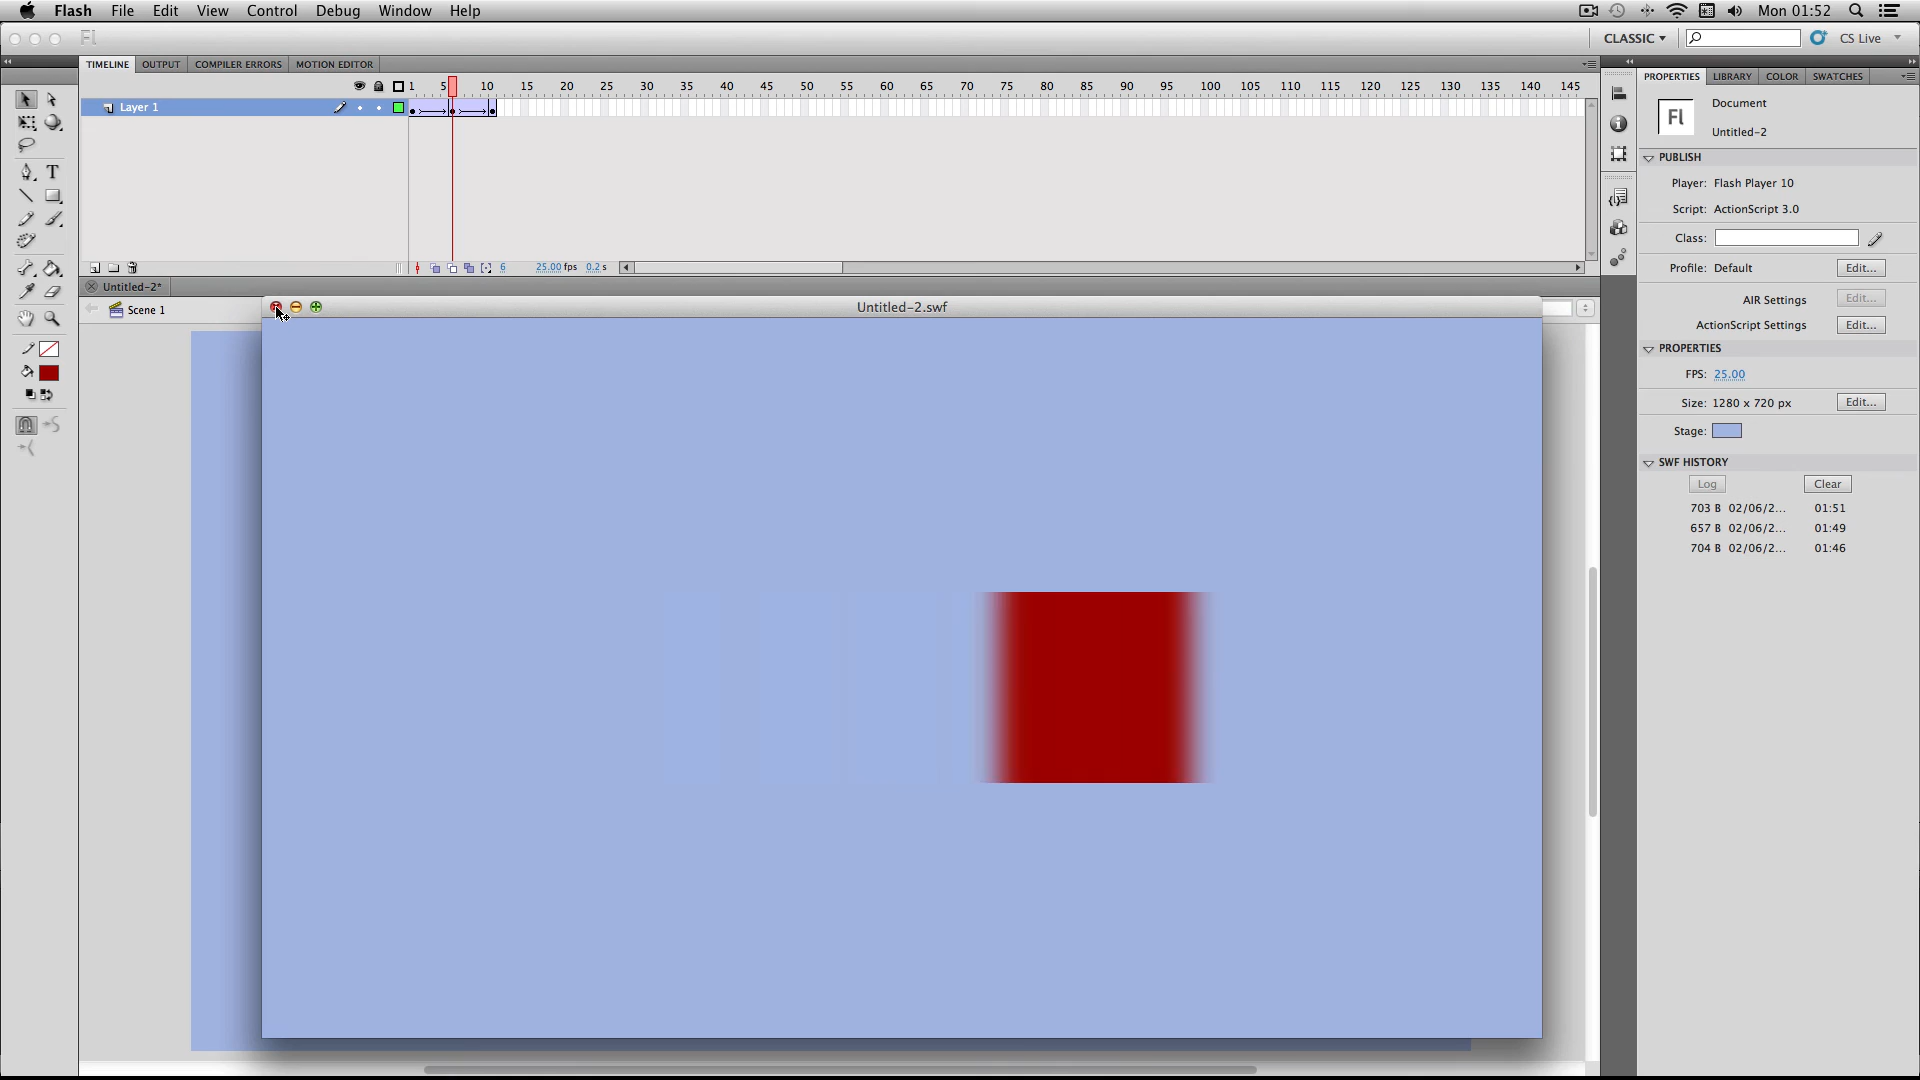 Flash File Edit View Control Debug Window Help Mon 01:52
Fl CLASSIC CS Live
TIMELINE OUTPUT COMPILER ERRORS MOTION EDITOR
PROPERTIES LIBRARY COLOR SWATCHES
1 5 10 15 20 25 30 35 40 45 50 55 60 65 70 75 80 85 90 95 100 105 110 115 120 125 130 135 140 145
Layer 1
Fl
Document
Untitled-2
PUBLISH
Player: Flash Player 10
Script: ActionScript 3.0
Class:
Profile: Default Edit...
AIR Settings Edit...
ActionScript Settings Edit...
PROPERTIES
FPS: 25.00
Size: 1280 x 720 px Edit...
Stage:
SWF HISTORY
Log Clear
703 B 02/06/2... 01:51
657 B 02/06/2... 01:49
704 B 02/06/2... 01:46
T
6 25.00 fps 0.2 s
Untitled-2*
Scene 1
Untitled-2.swf